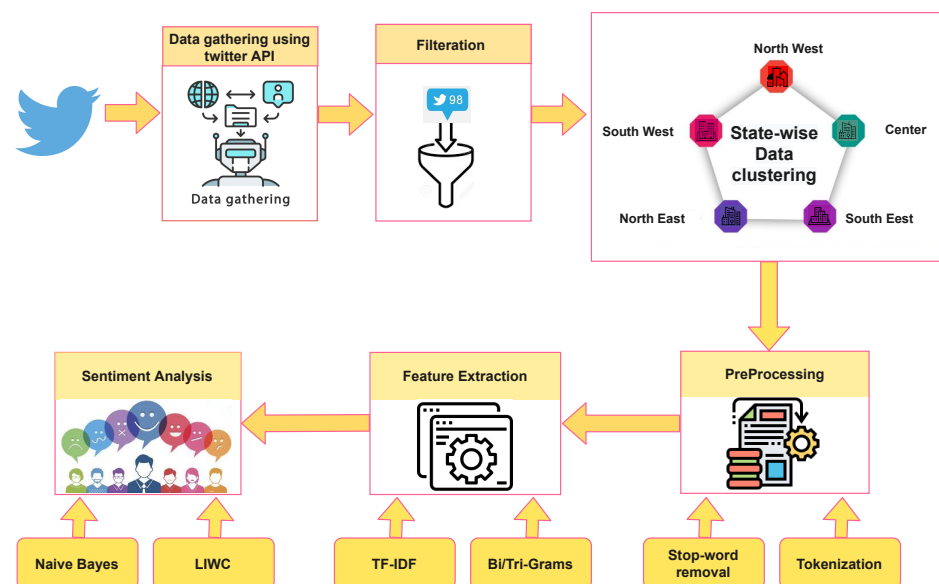 Data gathering using
twitter API
Data gathering
Filteration
98
North West
South West
Center
State-wise
Data
clustering
North East
South Eest
Sentiment Analysis
Feature Extraction
PreProcessing
Naive Bayes
LIWC
TF-IDF
Bi/Tri-Grams
Stop-word
removal
Tokenization